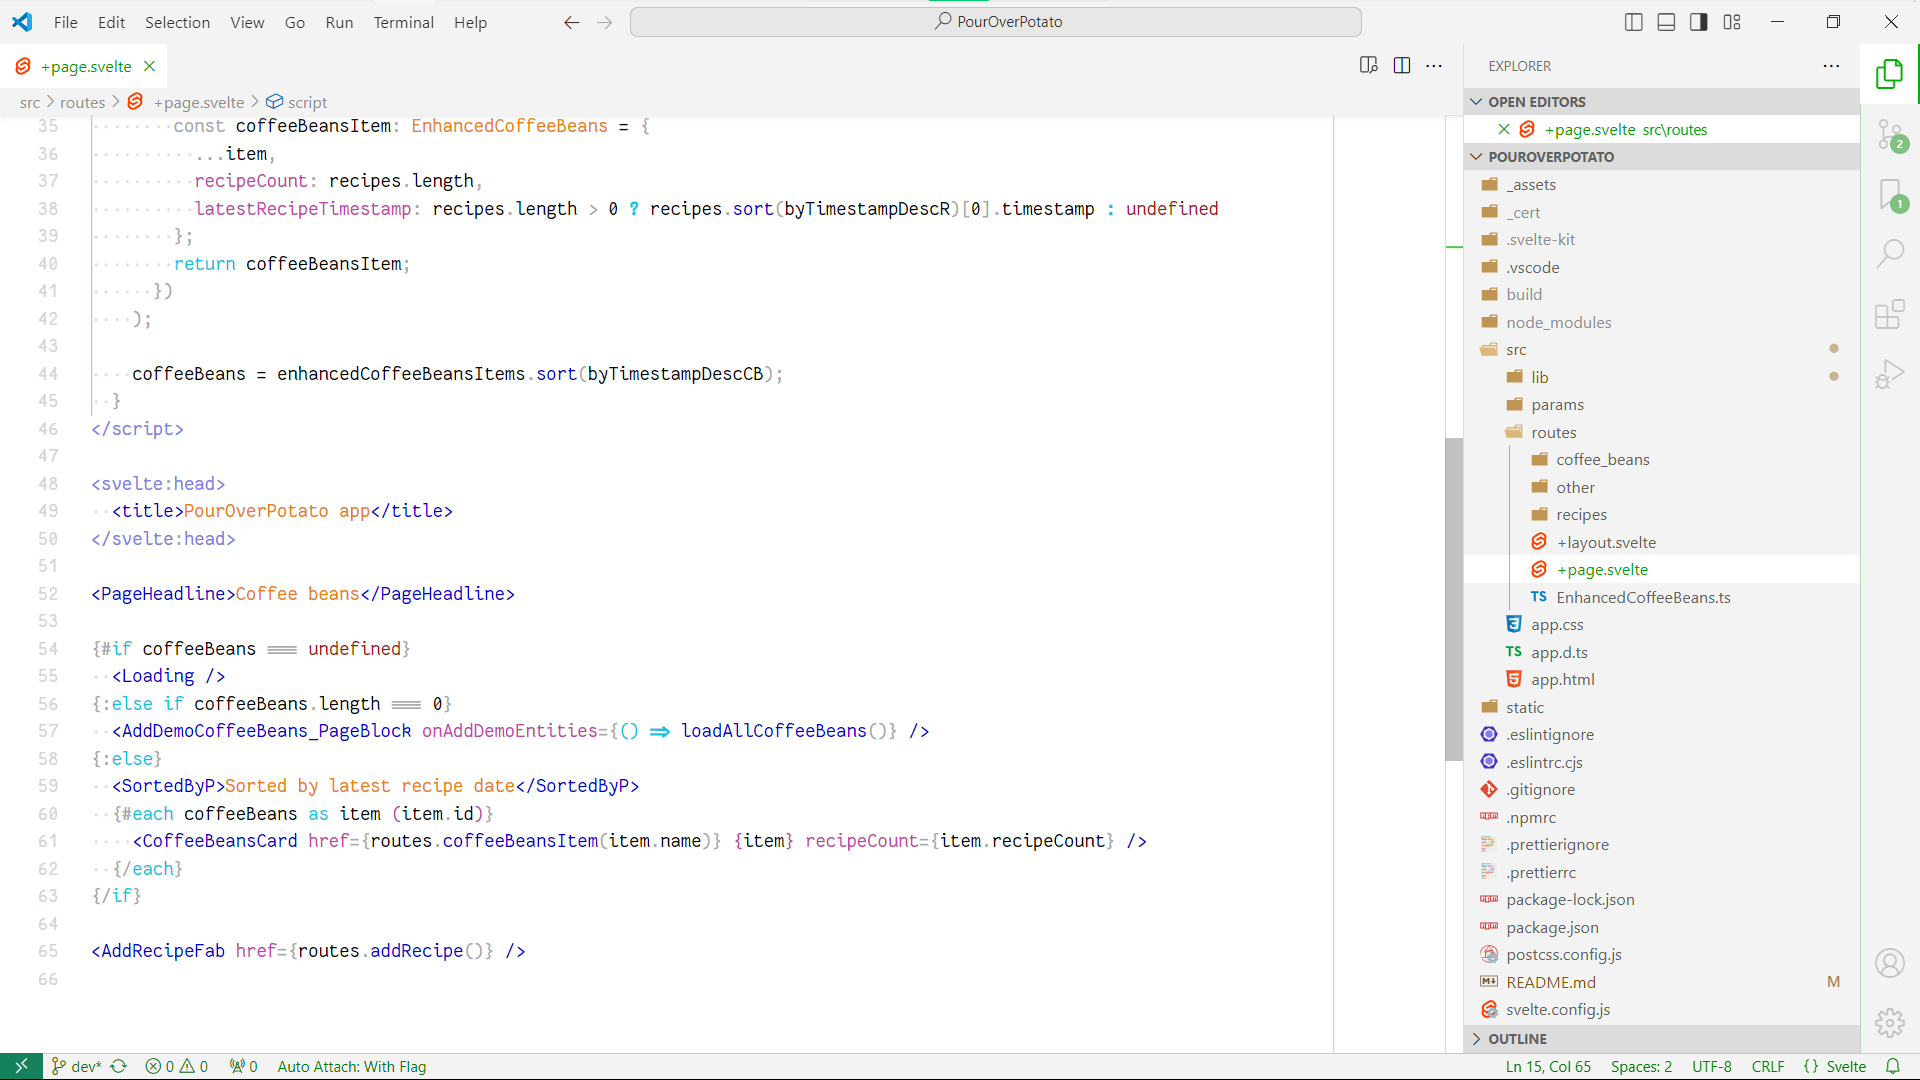 File Edit Selection View Go Run Terminal Help
PourOverPotato
+page.svelte
src > routes > +page.svelte > script
35 const coffeeBeansItem: EnhancedCoffeeBeans = {
36 ...item,
37 recipeCount: recipes.length,
38 latestRecipeTimestamp: recipes.length > 0 ? recipes.sort(byTimestampDescR)[0].timestamp : undefined
39 };
40 return coffeeBeansItem;
41 })
42 );
43
44 coffeeBeans = enhancedCoffeeBeansItems.sort(byTimestampDescCB);
45 }
46 </script>
47
48 <svelte:head>
49 <title>PourOverPotato app</title>
50 </svelte:head>
51
52 <PageHeadline>Coffee beans</PageHeadline>
53
54 {#if coffeeBeans === undefined}
55 <Loading />
56 {:else if coffeeBeans.length === 0}
57 <AddDemoCoffeeBeans_PageBlock onAddDemoEntities={() => loadAllCoffeeBeans()} />
58 {:else}
59 <SortedByP>Sorted by latest recipe date</SortedByP>
60 {#each coffeeBeans as item (item.id)}
61 <CoffeeBeansCard href={routes.coffeeBeansItem(item.name)} {item} recipeCount={item.recipeCount} />
62 {/each}
63 {/if}
64
65 <AddRecipeFab href={routes.addRecipe()} />
66
EXPLORER
OPEN EDITORS
+page.svelte src\routes
POUROVERPOTATO
_assets
_cert
.svelte-kit
.vscode
build
node_modules
src
lib
params
routes
coffee_beans
other
recipes
+layout.svelte
+page.svelte
TS EnhancedCoffeeBeans.ts
app.css
TS app.d.ts
app.html
static
.eslintignore
.eslintrc.cjs
.gitignore
.npmrc
.prettierignore
.prettierrc
package-lock.json
package.json
postcss.config.js
README.md M
svelte.config.js
OUTLINE
2
1
dev* 0 0 0 Auto Attach: With Flag
Ln 15, Col 65 Spaces: 2 UTF-8 CRLF {} Svelte